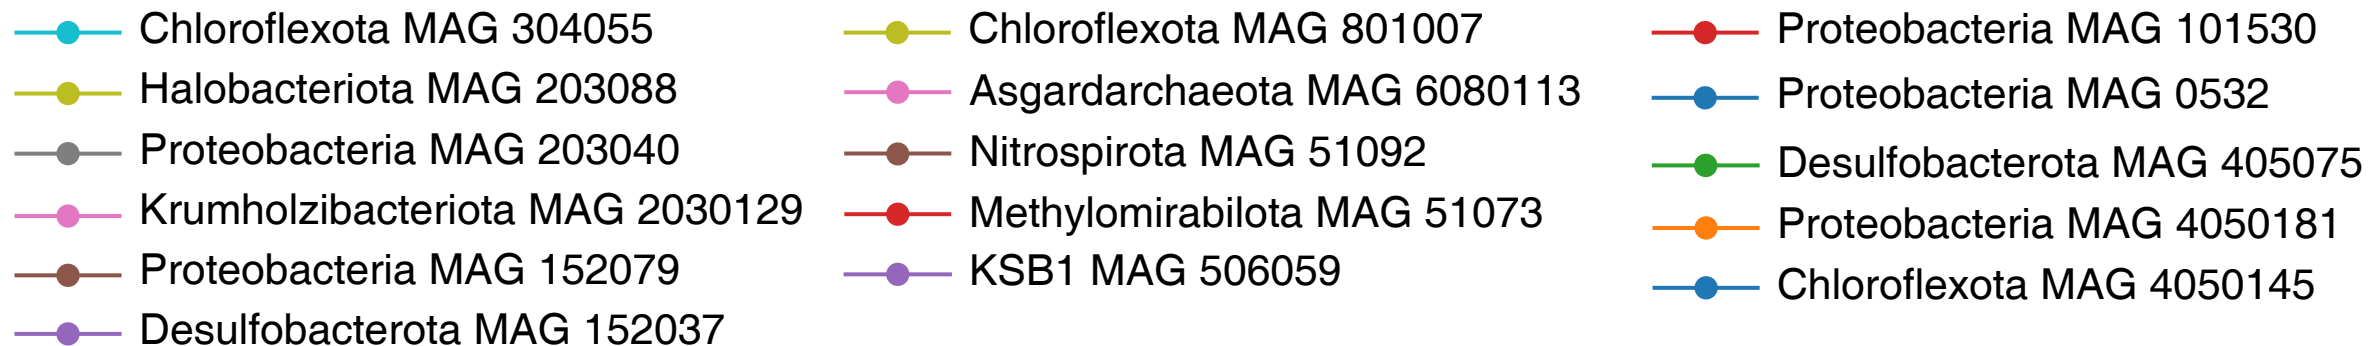 Chloroflexota MAG 304055
Halobacteriota MAG 203088
Proteobacteria MAG 203040
Krumholzibacteriota MAG 2030129
Proteobacteria MAG 152079
Desulfobacterota MAG 152037
Chloroflexota MAG 801007
Asgardarchaeota MAG 6080113
Nitrospirota MAG 51092
Methylomirabilota MAG 51073
KSB1 MAG 506059
Proteobacteria MAG 101530
Proteobacteria MAG 0532
Desulfobacterota MAG 405075
Proteobacteria MAG 4050181
Chloroflexota MAG 4050145